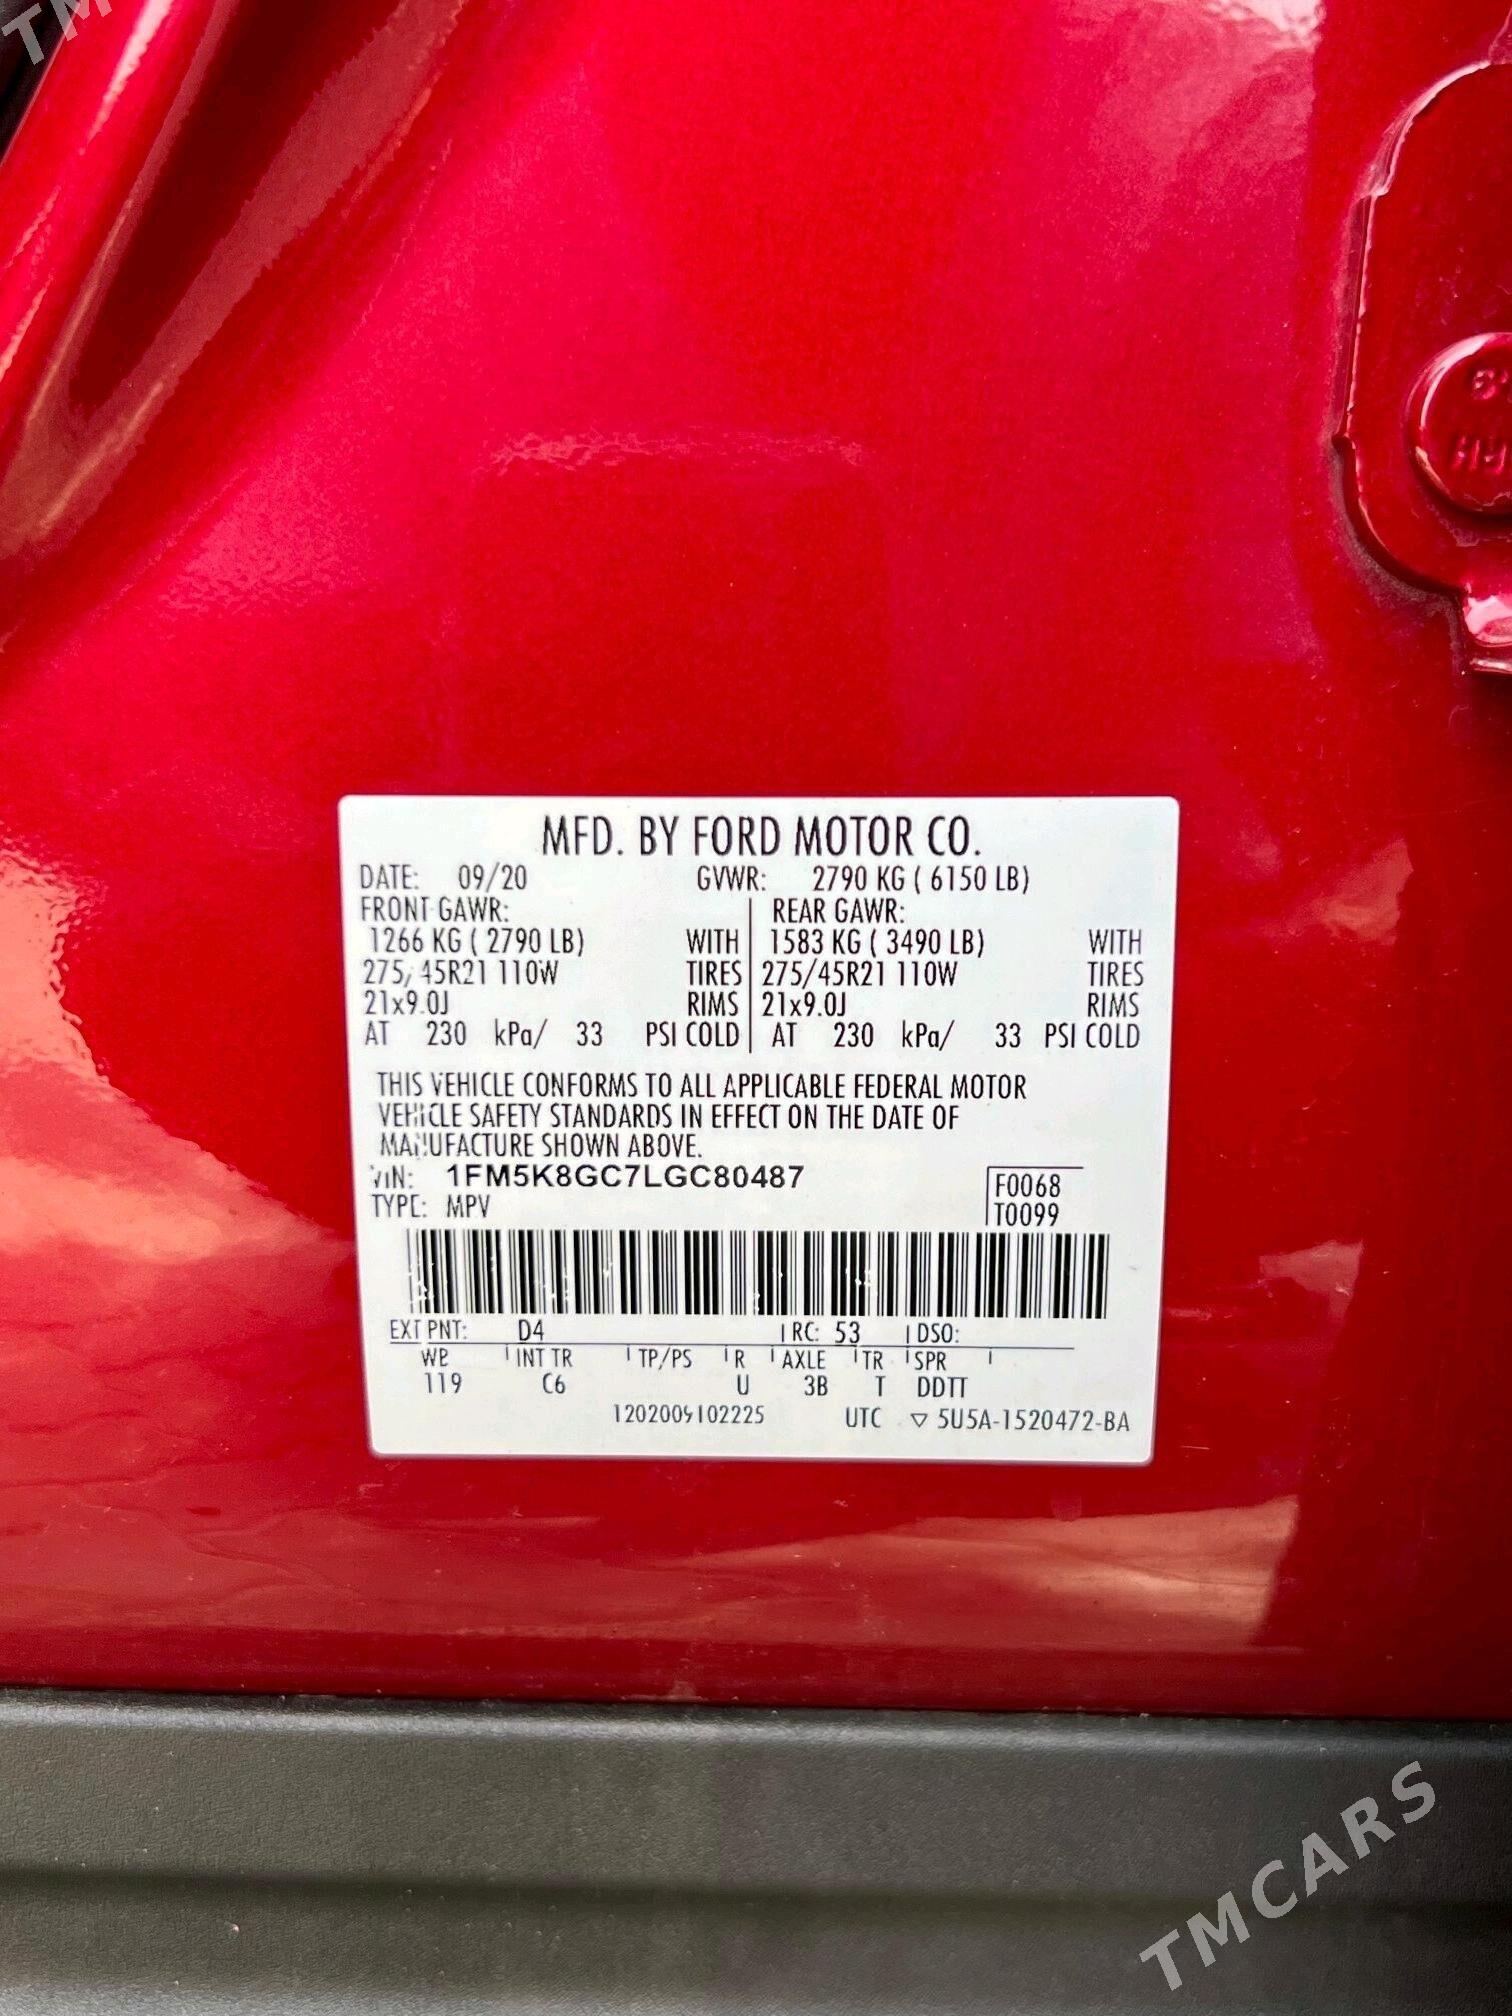 TM
MFD. BY FORD MOTOR CO.
DATE: 09/20 GVWR: 2790 KG ( 6150 LB)
FRONT GAWR: REAR GAWR:
1266 KG ( 2790 LB) WITH 1583 KG ( 3490 LB) WITH
275/45R21 110W TIRES 275/45R21 110W TIRES
21x9.0J RIMS 21x9.0J RIMS
AT 230 kPa/ 33 PSI COLD AT 230 kPa/ 33 PSI COLD
THIS VEHICLE CONFORMS TO ALL APPLICABLE FEDERAL MOTOR
VEHICLE SAFETY STANDARDS IN EFFECT ON THE DATE OF
MANUFACTURE SHOWN ABOVE.
VIN: 1FM5K8GC7LGC80487 F0068
TYPE: MPV T0099
EXT PNT: D4 RC: 53 DSO:
WB INT TR TP/PS R AXLE TR SPR
119 C6 U 3B T DDTT
1202009102225 UTC ▽ 5U5A-1520472-BA
TMCARS